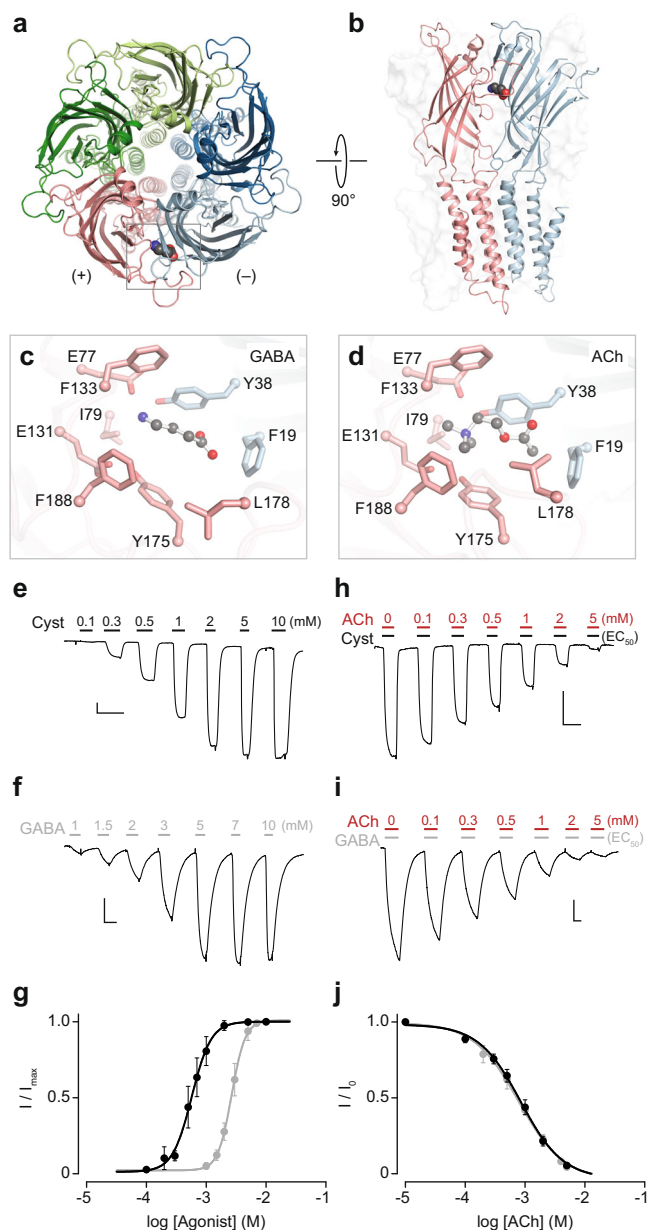 a
b
90°
(+)
(–)
c
GABA
E77
F133
Y38
I79
E131
F19
F188
L178
Y175
d
ACh
E77
F133
Y38
I79
E131
F19
F188
L178
Y175
e
Cyst 0.1 0.3 0.5 1 2 5 10 (mM)
h
ACh 0 0.1 0.3 0.5 1 2 5 (mM)
Cyst (EC50)
f
GABA 1 1.5 2 3 5 7 10 (mM)
i
ACh 0 0.1 0.3 0.5 1 2 5 (mM)
GABA (EC50)
g
I / Imax
1.0
0.5
0
-5 -4 -3 -2 -1
log [Agonist] (M)
j
I / I0
1.0
0.5
0
-5 -4 -3 -2 -1
log [ACh] (M)